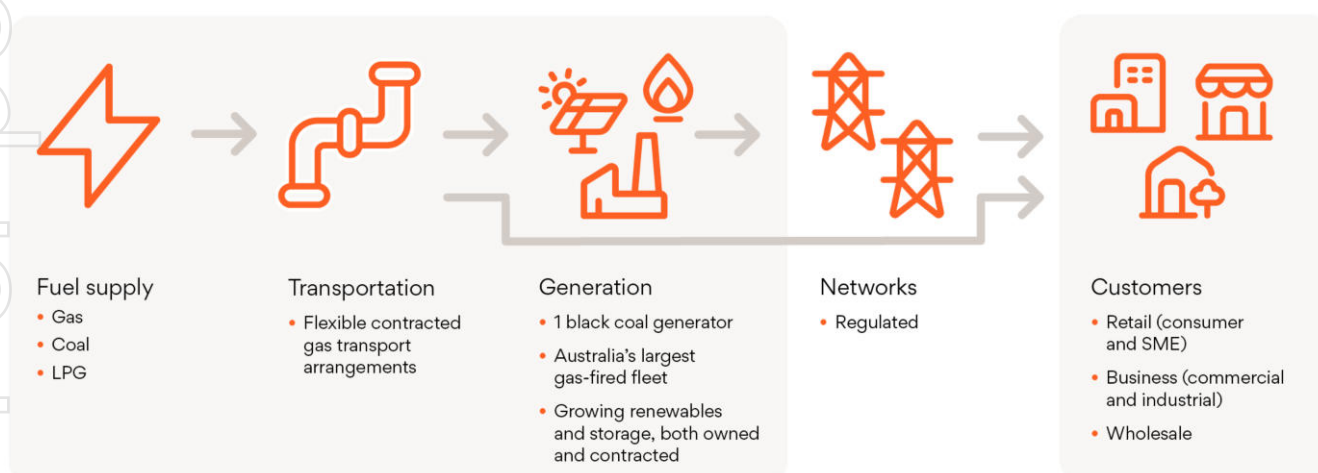 Fuel supply
• Gas
• Coal
• LPG
Transportation
• Flexible contracted
gas transport
arrangements
Generation
• 1 black coal generator
• Australia’s largest
gas-fired fleet
• Growing renewables
and storage, both owned
and contracted
Networks
• Regulated
Customers
• Retail (consumer
and SME)
• Business (commercial
and industrial)
• Wholesale